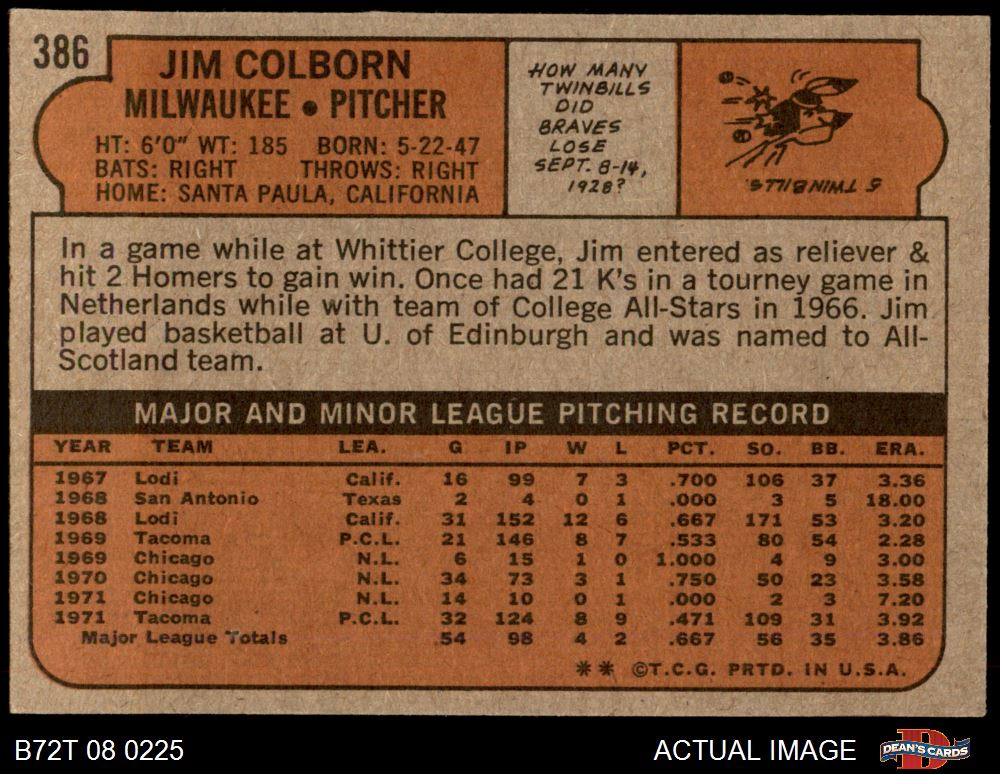 386
JIM COLBORN
MILWAUKEE • PITCHER
HT: 6'0" WT: 185 BORN: 5-22-47
BATS: RIGHT THROWS: RIGHT
HOME: SANTA PAULA, CALIFORNIA
HOW MANY
TWINBILLS
DID
BRAVES
LOSE
SEPT. 8-14,
1928?
5 TWINBILLS.
In a game while at Whittier College, Jim entered as reliever &
hit 2 Homers to gain win. Once had 21 K's in a tourney game in
Netherlands while with team of College All-Stars in 1966. Jim
played basketball at U. of Edinburgh and was named to All-
Scotland team.
MAJOR AND MINOR LEAGUE PITCHING RECORD
YEAR TEAM LEA. G IP W L PCT. SO. BB. ERA.
1967 Lodi Calif. 16 99 7 3 .700 106 37 3.36
1968 San Antonio Texas 2 4 0 1 .000 3 5 18.00
1968 Lodi Calif. 31 152 12 6 .667 171 53 3.20
1969 Tacoma P.C.L. 21 146 8 7 .533 80 54 2.28
1969 Chicago N.L. 6 15 1 0 1.000 4 9 3.00
1970 Chicago N.L. 34 73 3 1 .750 50 23 3.58
1971 Chicago N.L. 14 10 0 1 .000 2 3 7.20
1971 Tacoma P.C.L. 32 124 8 9 .471 109 31 3.92
Major League Totals 54 98 4 2 .667 56 35 3.86
** ©T.C.G. PRTD. IN U.S.A.
B72T 08 0225 ACTUAL IMAGE DEAN'S CARDS